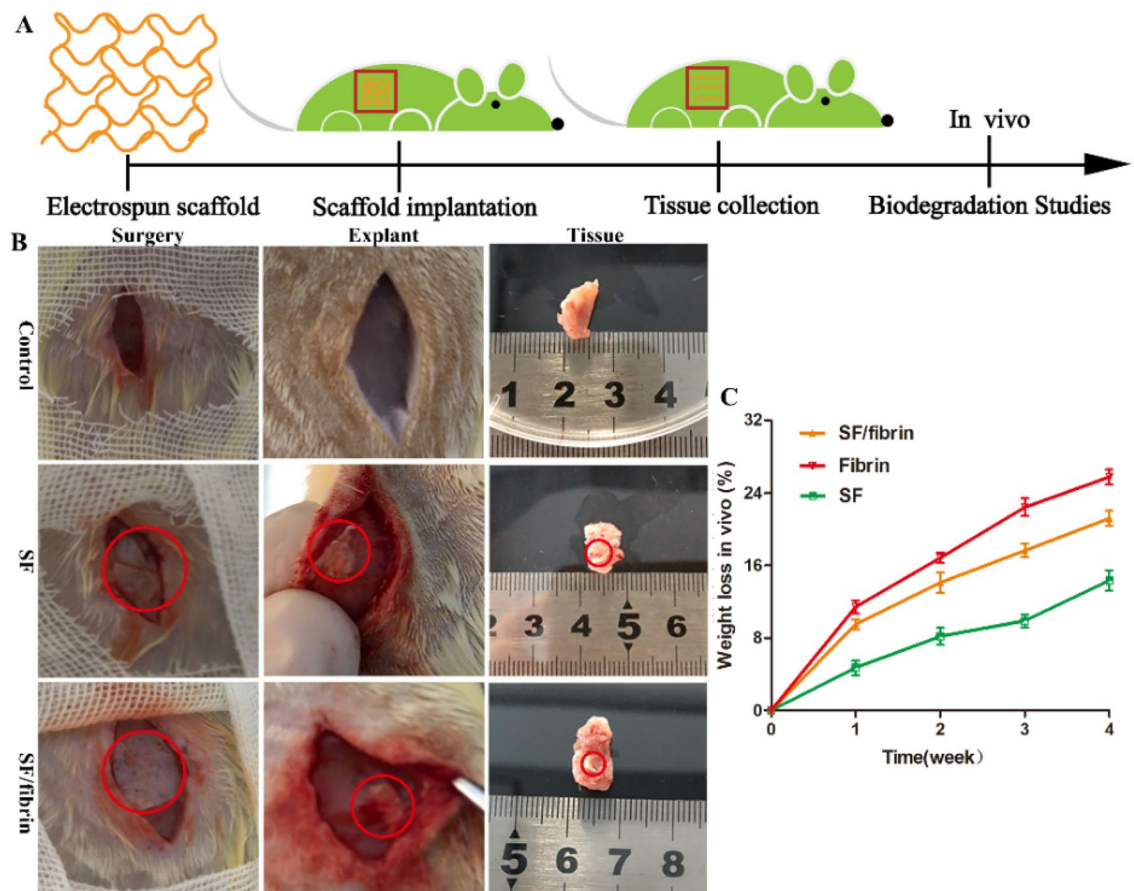 A
In vivo
Electrospun scaffold
Scaffold implantation
Tissue collection
Biodegradation Studies
B
Surgery
Explant
Tissue
Control
1 2 3 4
SF
2 3 4 5 6
SF/fibrin
5 6 7 8
C
32
24
16
8
0
Weight loss in vivo (%)
SF/fibrin
Fibrin
SF
0 1 2 3 4
Time(week)